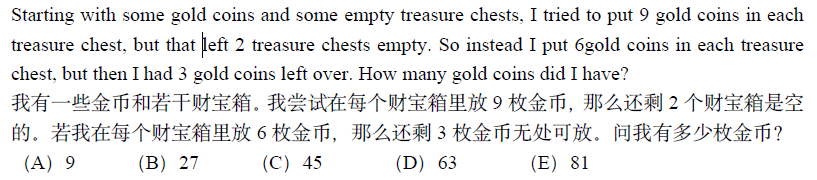 Starting with some gold coins and some empty treasure chests, I tried to put 9 gold coins in each
treasure chest, but that left 2 treasure chests empty. So instead I put 6gold coins in each treasure
chest, but then I had 3 gold coins left over. How many gold coins did I have?
我有一些金币和若干财宝箱。我尝试在每个财宝箱里放 9 枚金币，那么还剩 2 个财宝箱是空
的。若我在每个财宝箱里放 6 枚金币，那么还剩 3 枚金币无处可放。问我有多少枚金币？
(A) 9 (B) 27 (C) 45 (D) 63 (E) 81